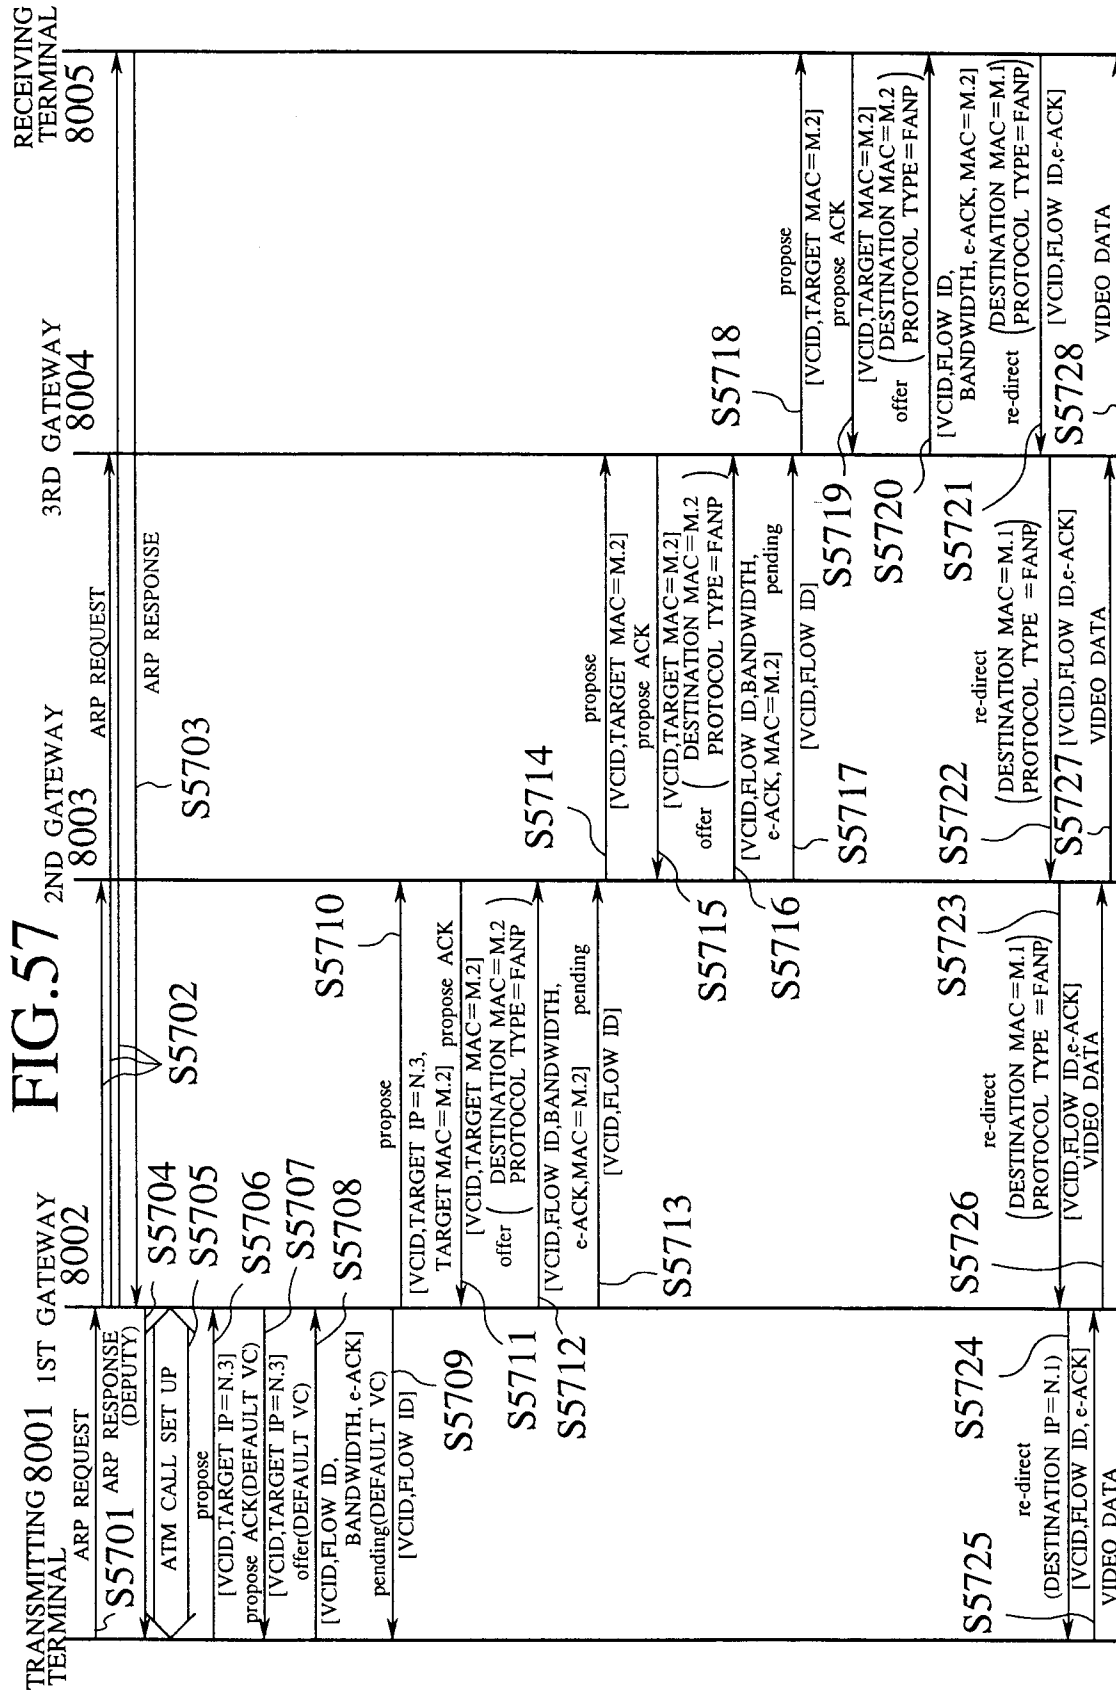 FIG.57
TRANSMITTING
TERMINAL
8001
1ST GATEWAY
8002
2ND GATEWAY
8003
3RD GATEWAY
8004
RECEIVING
TERMINAL
8005
ARP REQUEST
S5701
ARP RESPONSE
(DEPUTY)
ARP REQUEST
S5702
ARP RESPONSE
S5703
S5704
ATM CALL SET UP
S5705
propose
S5706
[VCID,TARGET IP=N.3]
propose ACK(DEFAULT VC)
S5707
[VCID,TARGET IP=N.3]
offer(DEFAULT VC)
S5708
[VCID,FLOW ID,
BANDWIDTH, e-ACK]
pending(DEFAULT VC)
[VCID,FLOW ID]
S5709
propose
S5710
[VCID,TARGET IP=N.3,
TARGET MAC=M.2]
propose ACK
S5711
[VCID,TARGET MAC=M.2]
offer
(DESTINATION MAC=M.2
PROTOCOL TYPE=FANP)
S5712
[VCID,FLOW ID,BANDWIDTH,
e-ACK,MAC=M.2]
pending
[VCID,FLOW ID]
S5713
S5714
propose
[VCID,TARGET MAC=M.2]
propose ACK
S5715
[VCID,TARGET MAC=M.2]
offer
(DESTINATION MAC=M.2
PROTOCOL TYPE=FANP)
S5716
[VCID,FLOW ID,BANDWIDTH,
e-ACK, MAC=M.2]
pending
[VCID,FLOW ID]
S5717
S5718
propose
[VCID,TARGET MAC=M.2]
propose ACK
S5719
[VCID,TARGET MAC=M.2]
offer
(DESTINATION MAC=M.2
PROTOCOL TYPE=FANP)
S5720
[VCID,FLOW ID,
BANDWIDTH, e-ACK, MAC=M.2]
re-direct
(DESTINATION MAC=M.1
PROTOCOL TYPE=FANP)
S5721
[VCID,FLOW ID,e-ACK]
S5722
re-direct
(DESTINATION MAC=M.1
PROTOCOL TYPE =FANP)
[VCID,FLOW ID,e-ACK]
S5723
re-direct
(DESTINATION MAC=M.1
PROTOCOL TYPE =FANP)
[VCID,FLOW ID,e-ACK]
S5724
re-direct
(DESTINATION IP=N.1)
[VCID,FLOW ID, e-ACK]
S5725
VIDEO DATA
S5726
VIDEO DATA
S5727
VIDEO DATA
S5728
VIDEO DATA